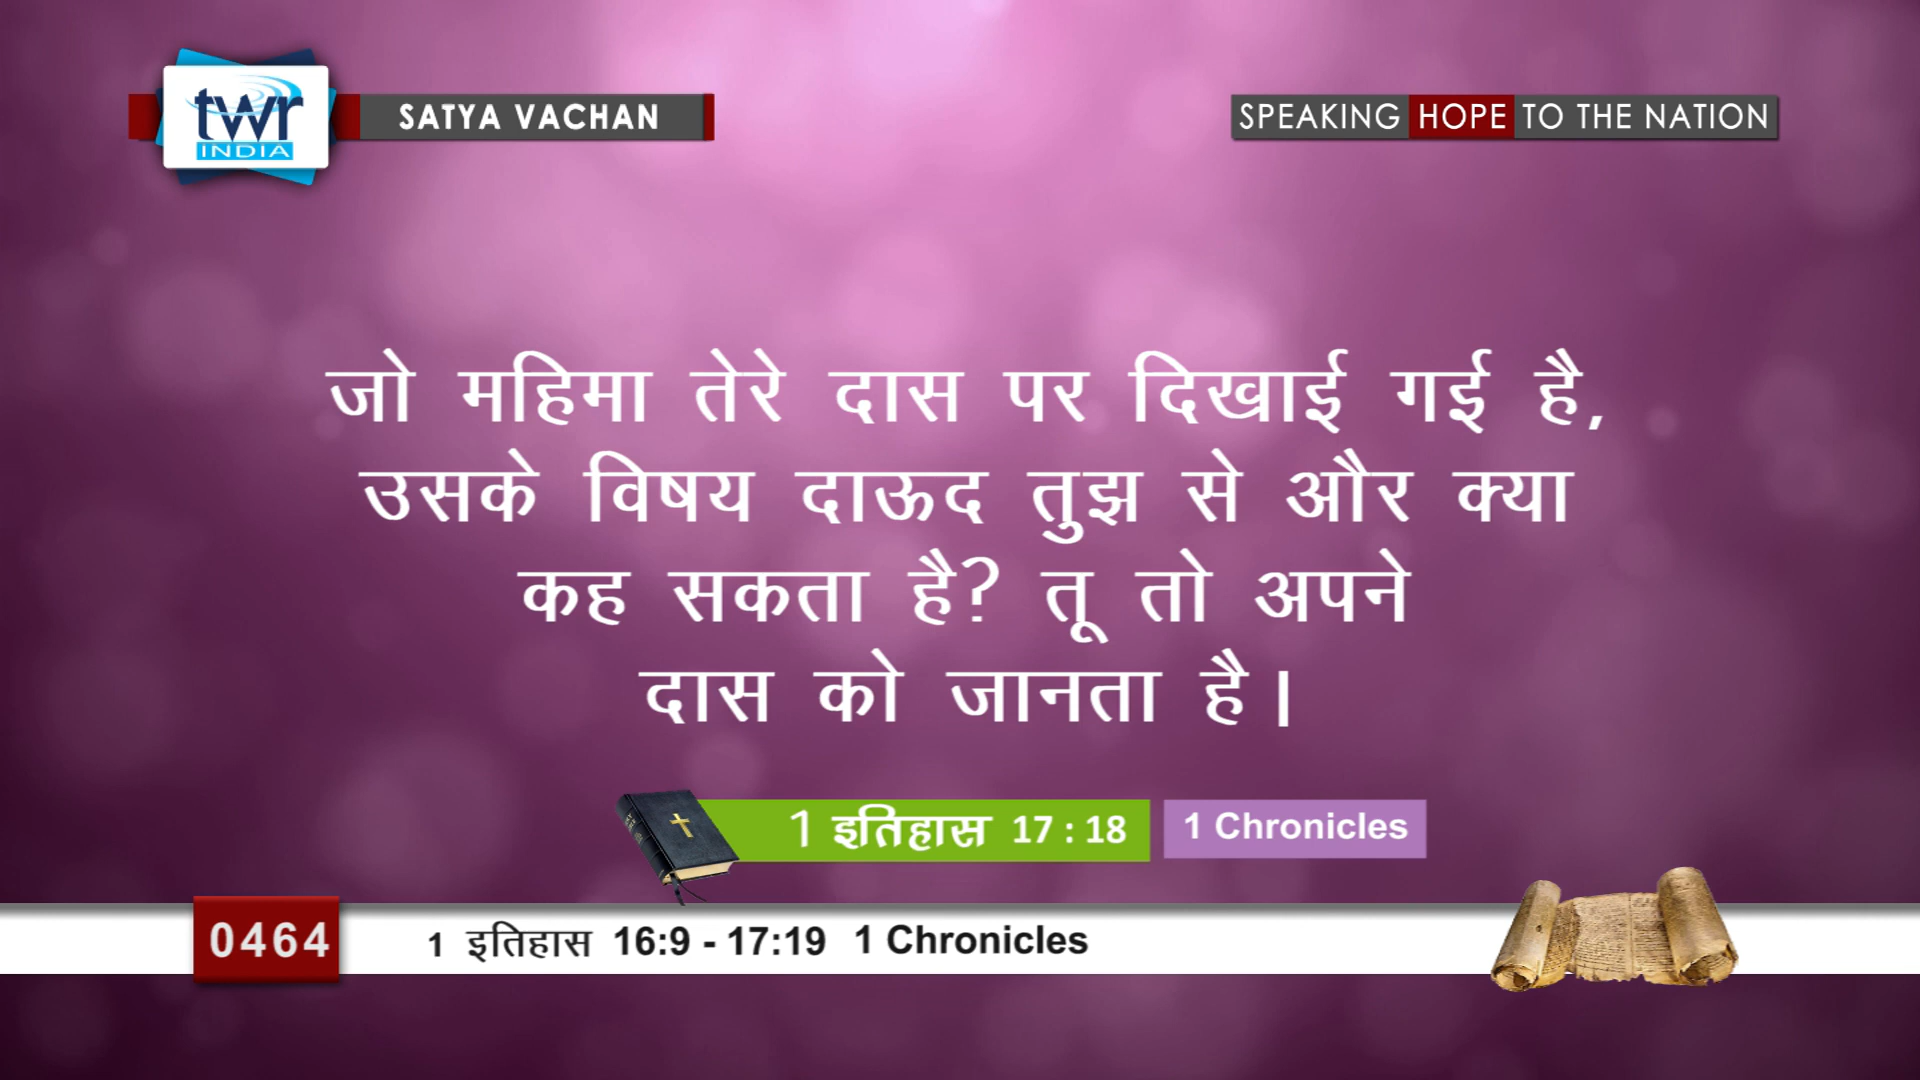 twr
INDIA
SATYA VACHAN
SPEAKING HOPE TO THE NATION
जो महिमा तेरे दास पर दिखाई गई है,
उसके विषय दाऊद तुझ से और क्या
कह सकता है? तू तो अपने
दास को जानता है।
1 इतिहास 17 : 18
1 Chronicles
0464
1 इतिहास 16:9 - 17:19 1 Chronicles